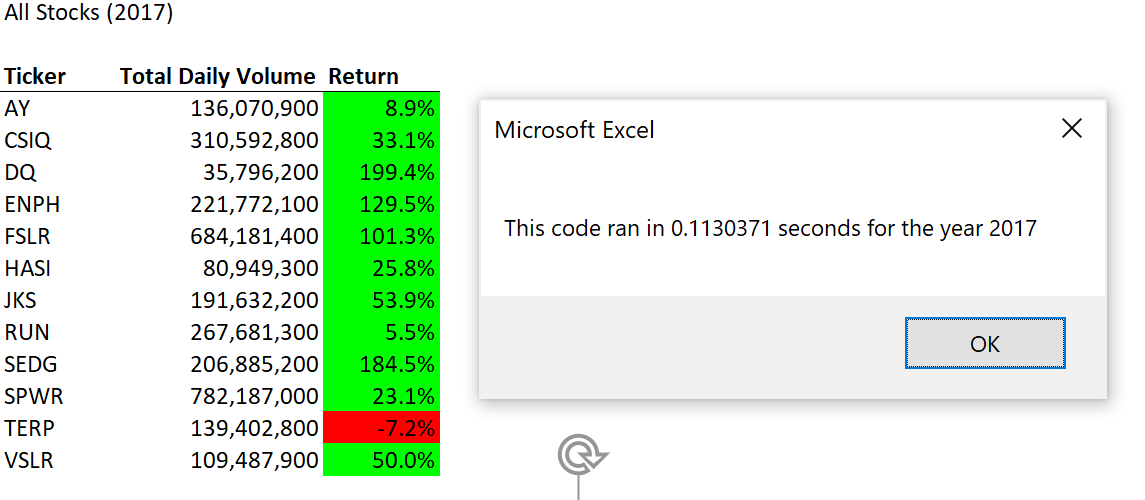 All Stocks (2017)
Ticker Total Daily Volume Return
AY 136,070,900 8.9%
CSIQ 310,592,800 33.1%
DQ 35,796,200 199.4%
ENPH 221,772,100 129.5%
FSLR 684,181,400 101.3%
HASI 80,949,300 25.8%
JKS 191,632,200 53.9%
RUN 267,681,300 5.5%
SEDG 206,885,200 184.5%
SPWR 782,187,000 23.1%
TERP 139,402,800 -7.2%
VSLR 109,487,900 50.0%
Microsoft Excel
This code ran in 0.1130371 seconds for the year 2017
OK